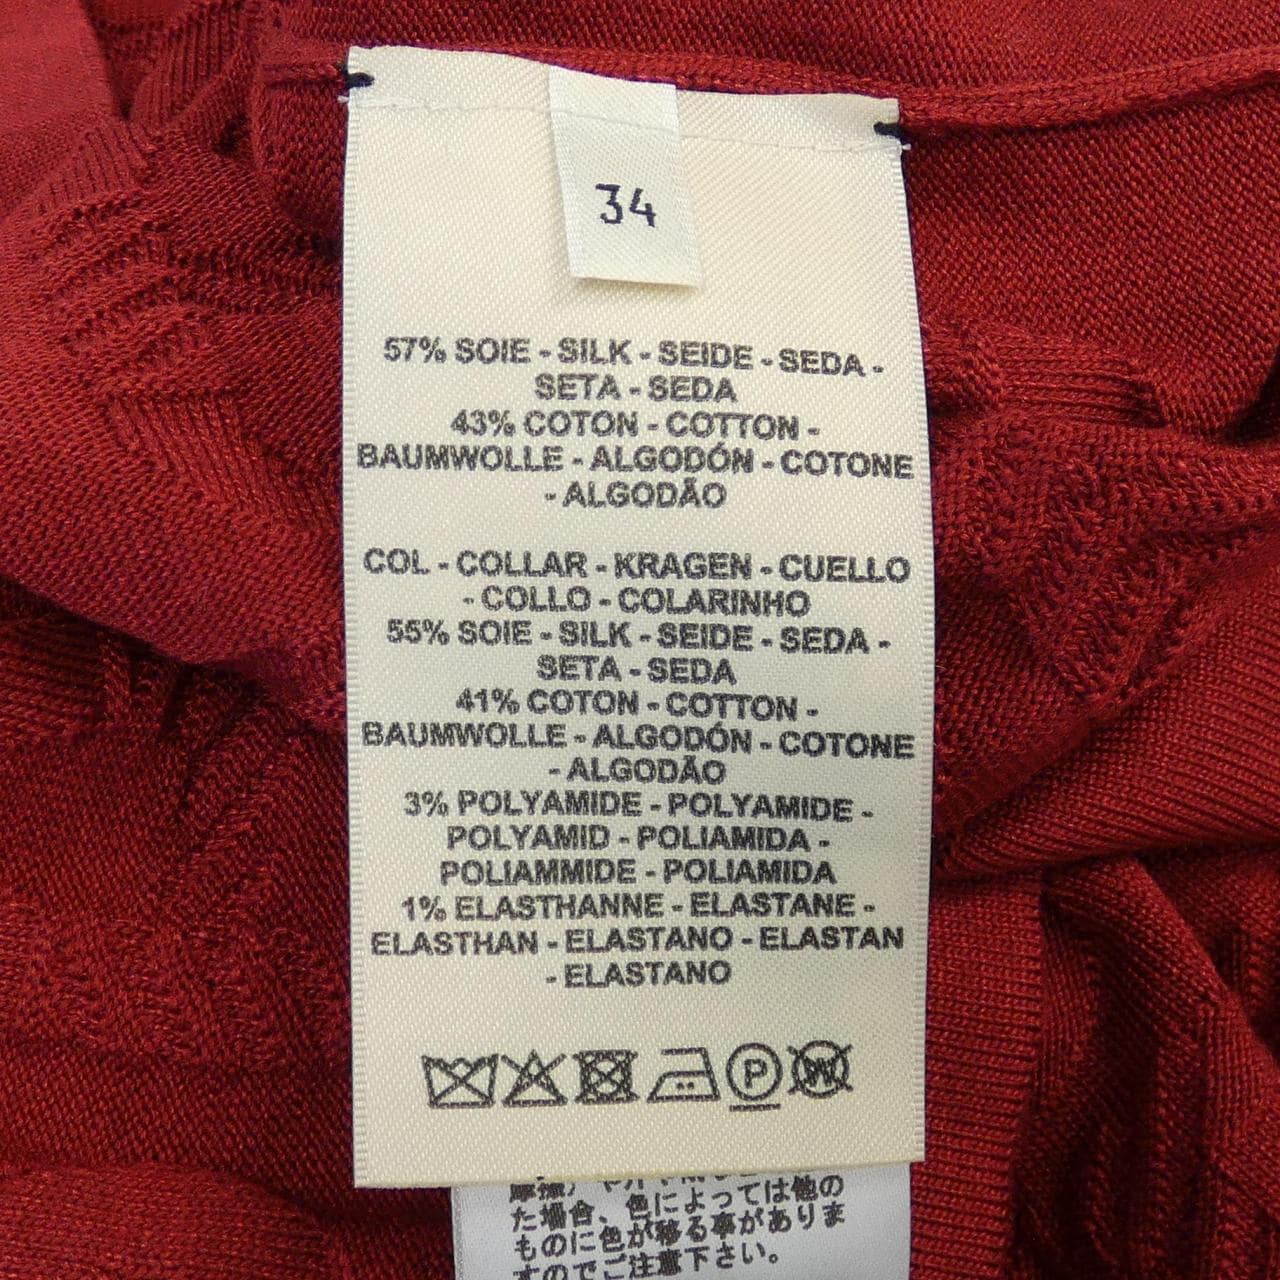 34
57% SOIE - SILK - SEIDE - SEDA -
SETA - SEDA
43% COTON - COTTON -
BAUMWOLLE - ALGODÓN - COTONE
- ALGODÃO
COL - COLLAR - KRAGEN - CUELLO
- COLLO - COLARINHO
55% SOIE - SILK - SEIDE - SEDA -
SETA - SEDA
41% COTON - COTTON -
BAUMWOLLE - ALGODÓN - COTONE
- ALGODÃO
3% POLYAMIDE - POLYAMIDE -
POLYAMID - POLIAMIDA -
POLIAMMIDE - POLIAMIDA
1% ELASTHANNE - ELASTANE -
ELASTHAN - ELASTANO - ELASTAN
- ELASTANO
P W
た場合、色によっては他の
ものに色が移る事がありま
すのでご注意下さい。